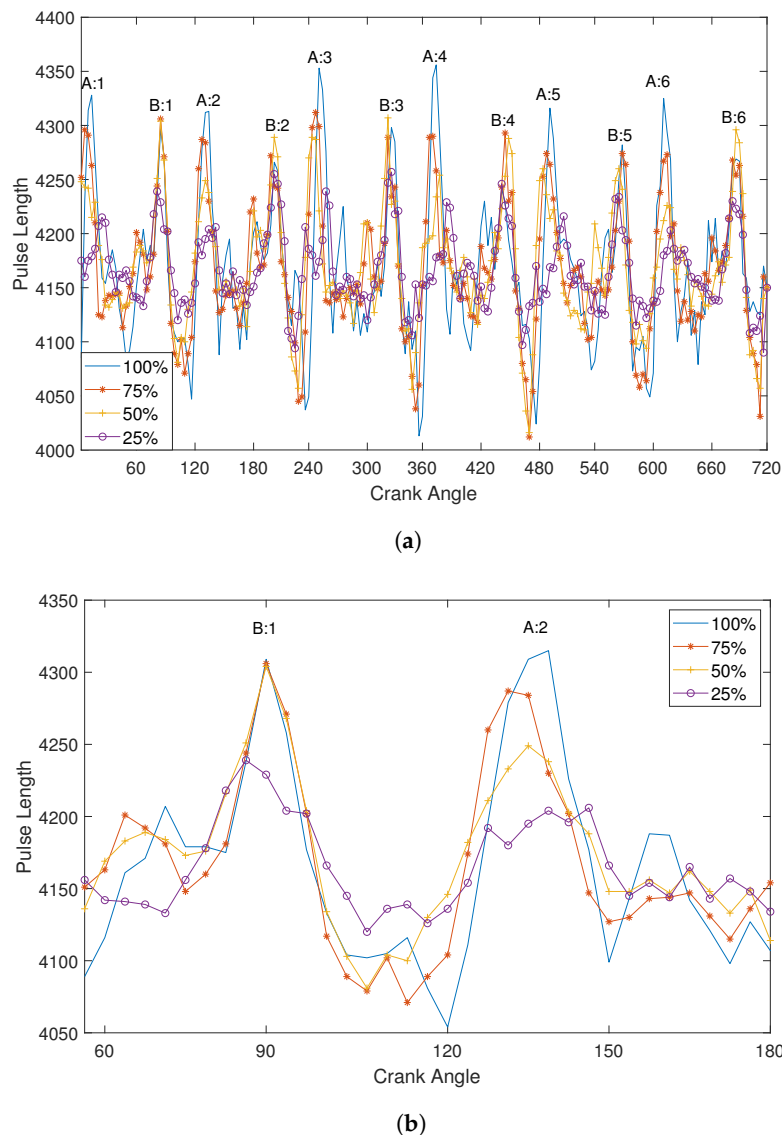 4400
4350
4300
4250
4200
4150
4100
4050
4000
Pulse Length
A:1
B:1
A:2
B:2
A:3
B:3
A:4
B:4
A:5
B:5
A:6
B:6
100%
75%
50%
25%
60 120 180 240 300 360 420 480 540 600 660 720
Crank Angle
(a)
4350
4300
4250
4200
4150
4100
4050
Pulse Length
B:1
A:2
100%
75%
50%
25%
60 90 120 150 180
Crank Angle
(b)